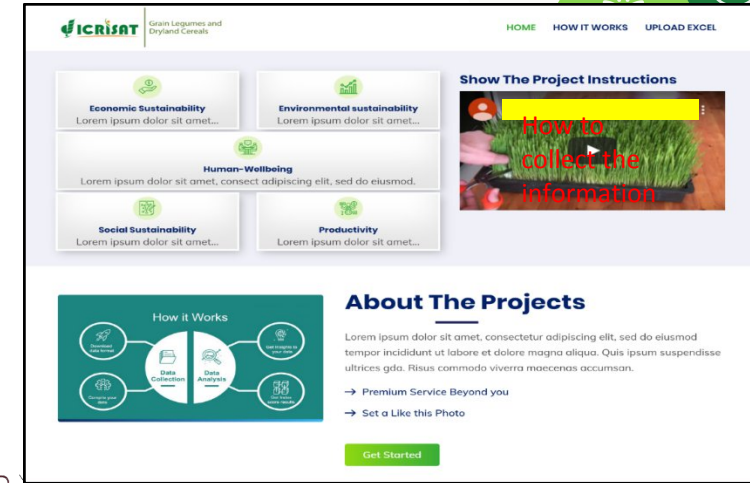 ICRISAT
Grain Legumes and
Dryland Cereals
HOME HOW IT WORKS UPLOAD EXCEL
Economic Sustainability
Lorem ipsum dolor sit amet...
Environmental sustainability
Lorem ipsum dolor sit amet...
Human-Wellbeing
Lorem ipsum dolor sit amet, consect adipiscing elit, sed do eiusmod.
Social Sustainability
Lorem ipsum dolor sit amet...
Productivity
Lorem ipsum dolor sit amet...
Show The Project Instructions
How to
collect the
information
How it Works
Download
data format
Data
Collection
Data
Analysis
About The Projects
Lorem ipsum dolor sit amet, consectetur adipiscing elit, sed do eiusmod
tempor incididunt ut labore et dolore magna aliqua. Quis ipsum suspendisse
ultrices gda. Risus commodo viverra maecenas accumsan.
→ Premium Service Beyond you
→ Set a Like this Photo
Get Started